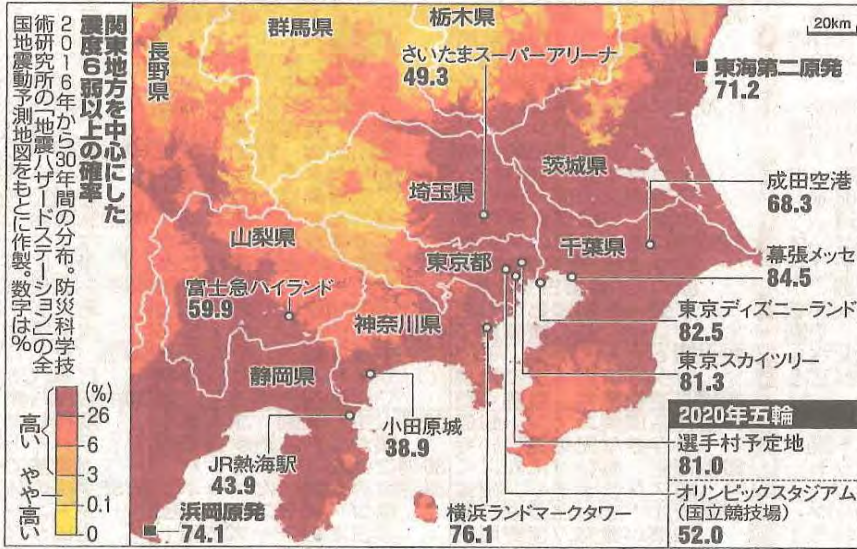 関東地方を中心にした
震度6弱以上の確率
2016年から30年間の分布。防災科学技
術研究所の「地震ハザードステーション」の全
国地震動予測地図をもとに作製。数字は%
(%)
26
6
3
0.1
0
高い
やや高い
長野県
群馬県
栃木県
20km
さいたまスーパーアリーナ
49.3
東海第二原発
71.2
茨城県
埼玉県
成田空港
68.3
山梨県
東京都
千葉県
幕張メッセ
84.5
富士急ハイランド
59.9
神奈川県
東京ディズニーランド
82.5
静岡県
東京スカイツリー
81.3
小田原城
38.9
JR熱海駅
43.9
2020年五輪
選手村予定地
81.0
オリンピックスタジアム
(国立競技場)
52.0
浜岡原発
74.1
横浜ランドマークタワー
76.1